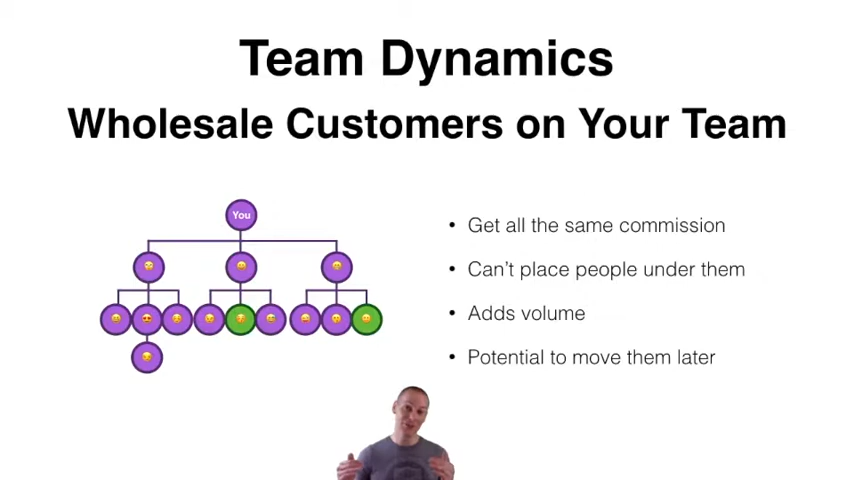 Team Dynamics
Wholesale Customers on Your Team
You
• Get all the same commission
• Can't place people under them
• Adds volume
• Potential to move them later